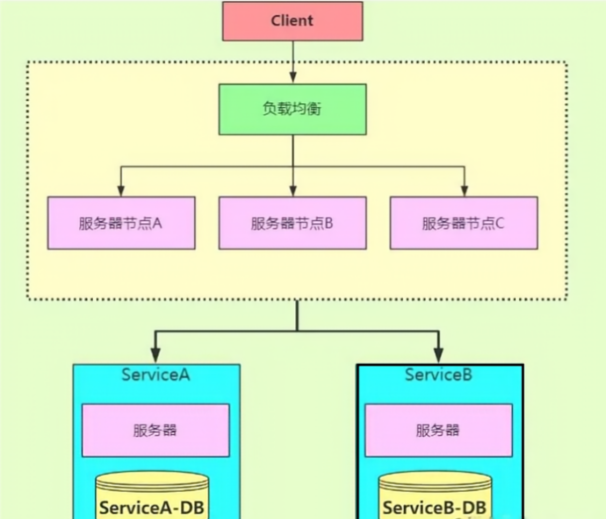 Client
负载均衡
服务器节点A
服务器节点B
服务器节点C
ServiceA
ServiceB
服务器
服务器
ServiceA-DB
ServiceB-DB